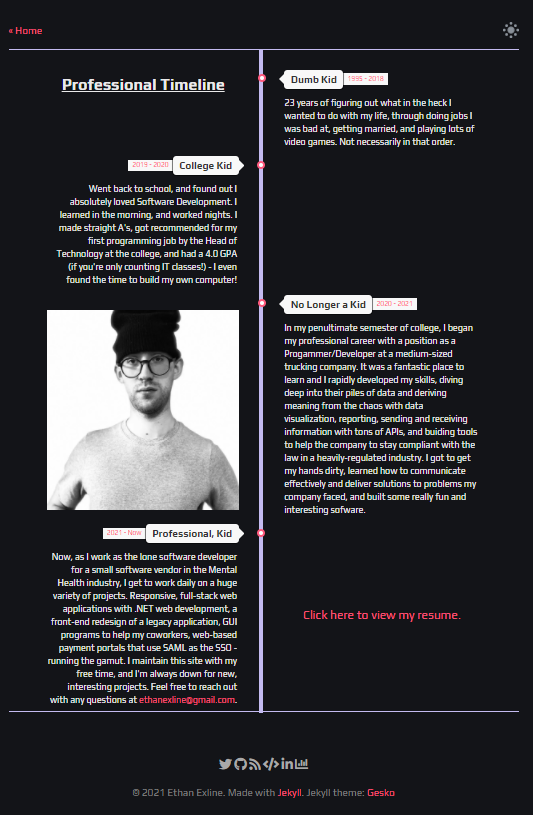 « Home
Professional Timeline
Dumb Kid 1995 - 2018
23 years of figuring out what in the heck I
wanted to do with my life, through doing jobs I
was bad at, getting married, and playing lots of
video games. Not necessarily in that order.
2019 - 2020 College Kid
Went back to school, and found out I
absolutely loved Software Development. I
learned in the morning, and worked nights. I
made straight A's, got recommended for my
first programming job by the Head of
Technology at the college, and had a 4.0 GPA
(if you're only counting IT classes!) - I even
found the time to build my own computer!
No Longer a Kid 2020 - 2021
In my penultimate semester of college, I began
my professional career with a position as a
Progammer/Developer at a medium-sized
trucking company. It was a fantastic place to
learn and I rapidly developed my skills, diving
deep into their piles of data and deriving
meaning from the chaos with data
visualization, reporting, sending and receiving
information with tons of APIs, and buiding tools
to help the company to stay compliant with the
law in a heavily-regulated industry. I got to get
my hands dirty, learned how to communicate
effectively and deliver solutions to problems my
company faced, and built some really fun and
interesting sofware.
2021 - Now Professional, Kid
Now, as I work as the lone software developer
for a small software vendor in the Mental
Health industry, I get to work daily on a huge
variety of projects. Responsive, full-stack web
applications with .NET web development, a
front-end redesign of a legacy application, GUI
programs to help my coworkers, web-based
payment portals that use SAML as the SSO -
running the gamut. I maintain this site with my
free time, and I'm always down for new,
interesting projects. Feel free to reach out
with any questions at ethanexline@gmail.com.
Click here to view my resume.
© 2021 Ethan Exline. Made with Jekyll. Jekyll theme: Gesko